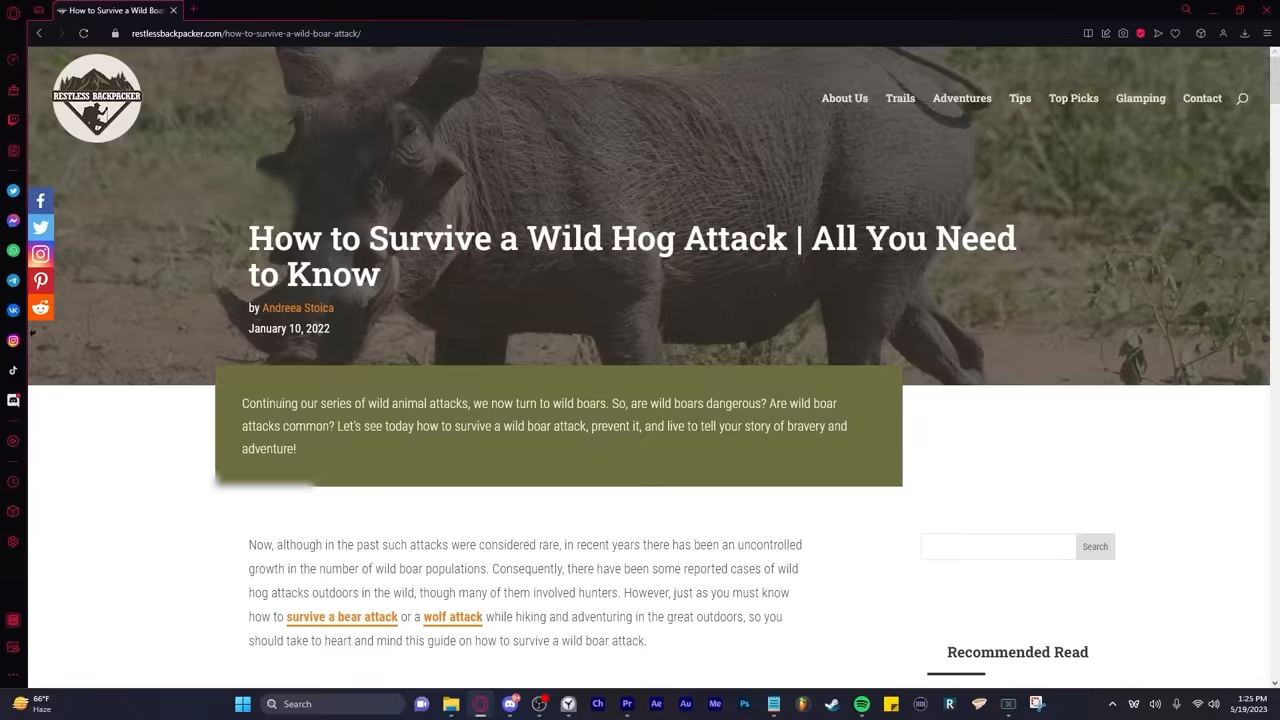 How to Survive a Wild Boa
restlessbackpacker.com/how-to-survive-a-wild-boar-attack/
RESTLESS BACKPACKER
About Us Trails Adventures Tips Top Picks Glamping Contact
How to Survive a Wild Hog Attack | All You Need
to Know
by Andreea Stoica
January 10, 2022
Continuing our series of wild animal attacks, we now turn to wild boars. So, are wild boars dangerous? Are wild boar
attacks common? Let's see today how to survive a wild boar attack, prevent it, and live to tell your story of bravery and
adventure!
Now, although in the past such attacks were considered rare, in recent years there has been an uncontrolled
growth in the number of wild boar populations. Consequently, there have been some reported cases of wild
hog attacks outdoors in the wild, though many of them involved hunters. However, just as you must know
how to survive a bear attack or a wolf attack while hiking and adventuring in the great outdoors, so you
should take to heart and mind this guide on how to survive a wild boar attack.
Search
Recommended Read
66°F
Haze
Search
Ch Pr Ae Au Me Ps
R
1:25 PM
5/19/2023